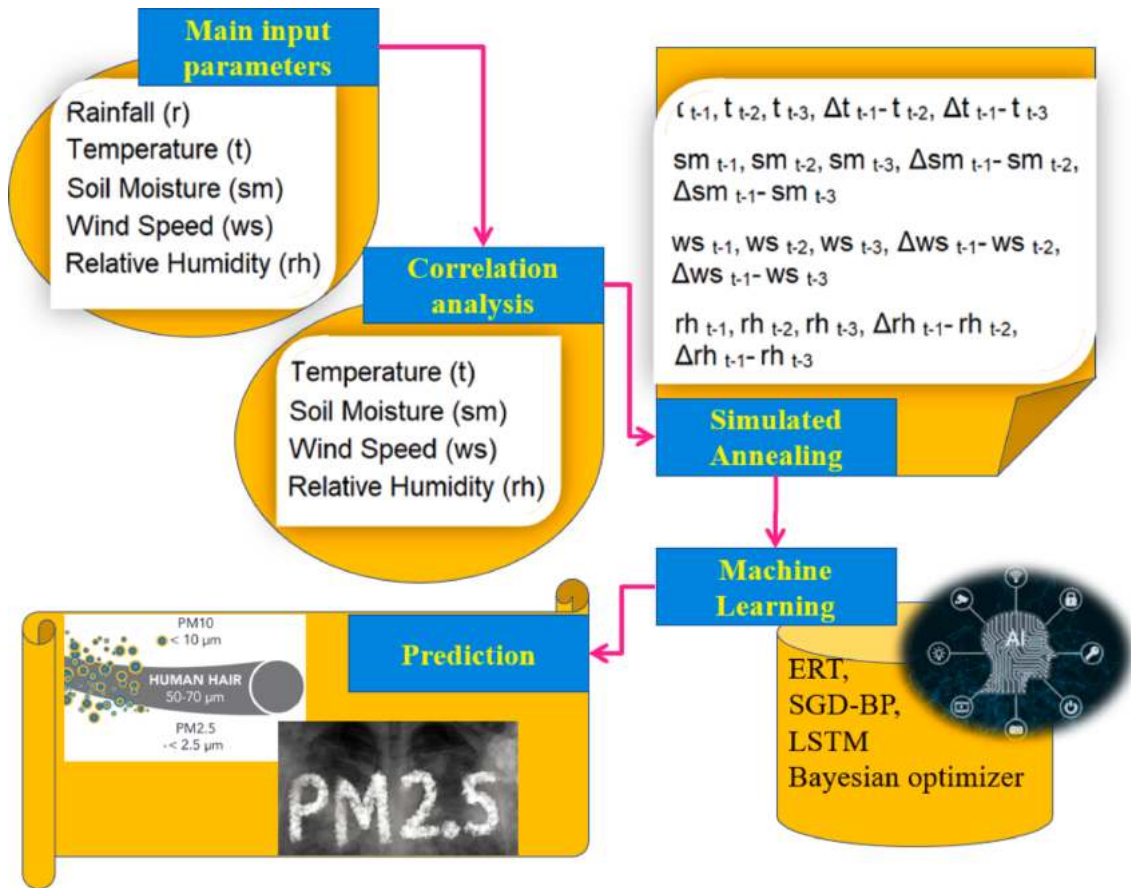 Main input
parameters
Rainfall (r)
Temperature (t)
Soil Moisture (sm)
Wind Speed (ws)
Relative Humidity (rh)
Correlation
analysis
Temperature (t)
Soil Moisture (sm)
Wind Speed (ws)
Relative Humidity (rh)
t t-1, t t-2, t t-3, Δt t-1- t t-2, Δt t-1- t t-3
sm t-1, sm t-2, sm t-3, Δsm t-1- sm t-2,
Δsm t-1- sm t-3
ws t-1, ws t-2, ws t-3, Δws t-1- ws t-2,
Δws t-1- ws t-3
rh t-1, rh t-2, rh t-3, Δrh t-1- rh t-2,
Δrh t-1- rh t-3
Simulated
Annealing
Machine
Learning
AI
ERT,
SGD-BP,
LSTM
Bayesian optimizer
Prediction
PM10
< 10 µm
HUMAN HAIR
50-70 µm
PM2.5
< 2.5 µm
PM2.5